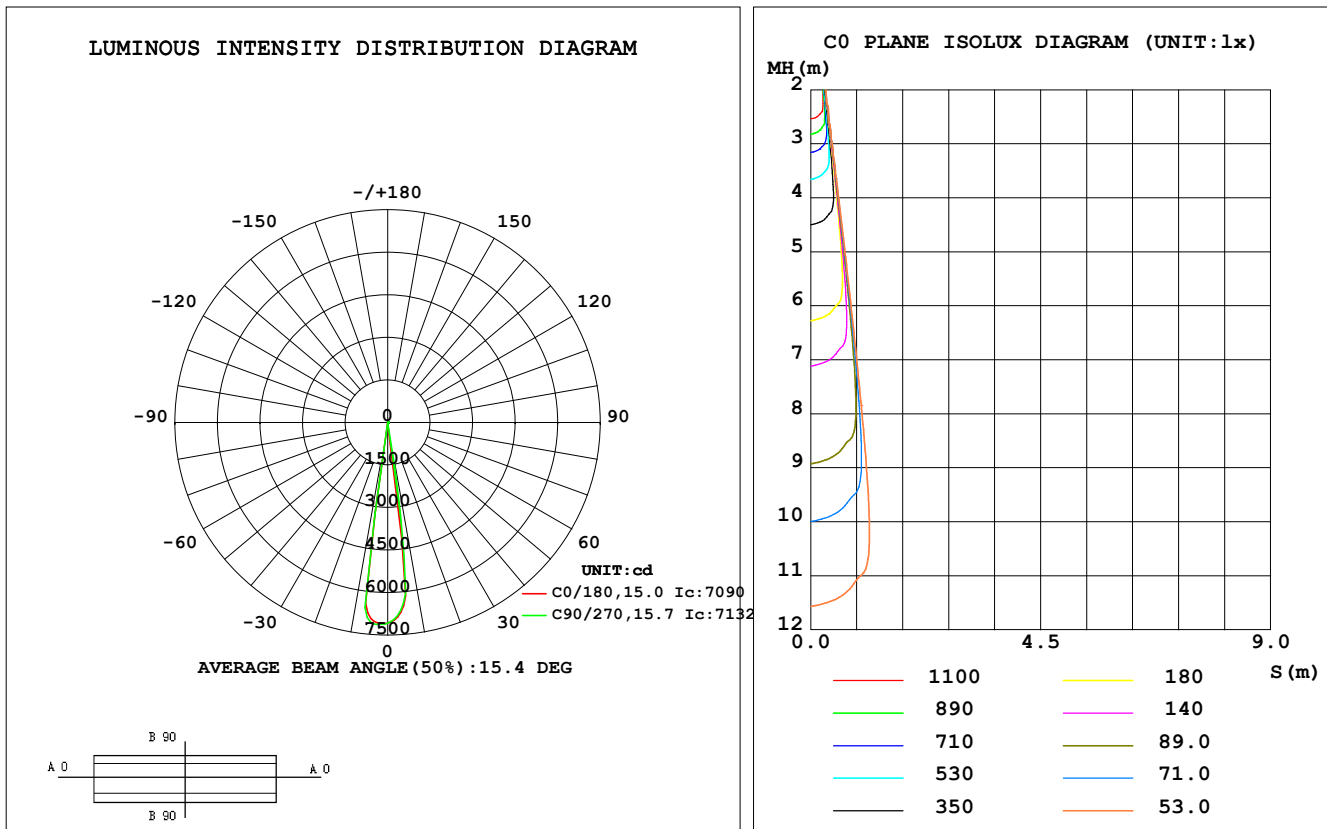 LUMINOUS INTENSITY DISTRIBUTION DIAGRAM
-/+180
-150 150
-120 120
-90 0 90
1500
3000
4500
-60 60
UNIT:cd
6000
C0/180,15.0 Ic:7090
-30 7500 30 C90/270,15.7 Ic:7132
0
AVERAGE BEAM ANGLE(50%):15.4 DEG
B 90
A 0 A 0
B 90
C0 PLANE ISOLUX DIAGRAM (UNIT:lx)
MH(m)
2
3
4
5
6
7
8
9
10
11
12
0.0 4.5 9.0
S(m)
1100 180
890 140
710 89.0
530 71.0
350 53.0